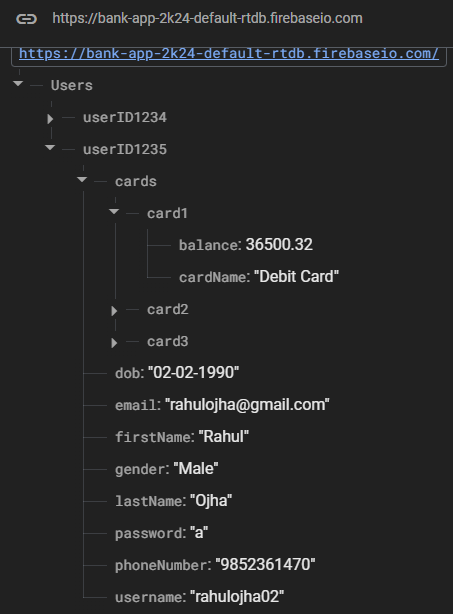 https://bank-app-2k24-default-rtdb.firebaseio.com
https://bank-app-2k24-default-rtdb.firebaseio.com/
Users
userID1234
userID1235
cards
card1
balance: 36500.32
cardName: "Debit Card"
card2
card3
dob: "02-02-1990"
email: "rahulojha@gmail.com"
firstName: "Rahul"
gender: "Male"
lastName: "Ojha"
password: "a"
phoneNumber: "9852361470"
username: "rahulojha02"